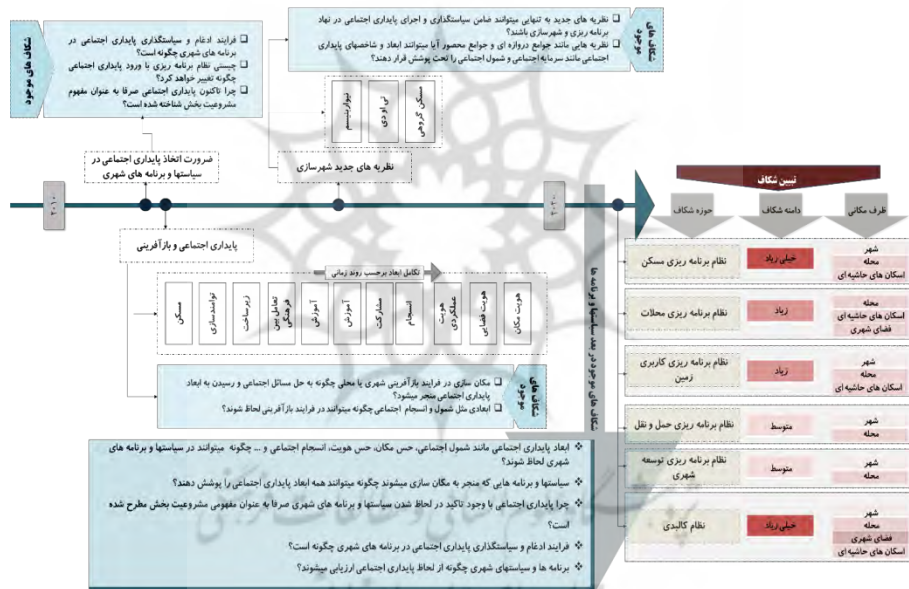 شکاف های موجود
فرایند ادغام و سیاستگذاری پایداری اجتماعی در
برنامه های شهری چگونه است؟
چیستی نظام برنامه ریزی با ورود پایداری اجتماعی
چگونه تغییر خواهد کرد؟
چرا تاکنون پایداری اجتماعی صرفا به عنوان مفهوم
مشروعیت بخش شناخته شده است؟
شکاف های موجود
نظریه های جدید به تنهایی میتوانند ضامن سیاستگذاری و اجرای پایداری اجتماعی در نهاد
برنامه ریزی و شهرسازی باشند؟
نظریه هایی مانند جوامع دروازه ای و جوامع محصور آیا میتوانند ابعاد و شاخصهای پایداری
اجتماعی مانند سرمایه اجتماعی و شمول اجتماعی را تحت پوشش قرار دهند؟
مسکن گروهی
تی او دی
نیواربنیسم
ضرورت اتخاذ پایداری اجتماعی در
سیاستها و برنامه های شهری
نظریه های جدید شهرسازی
۲۰۱۰
۲۰۲۰
پایداری اجتماعی و بازآفرینی
تکامل ابعاد برحسب روند زمانی
مسکن
توانمندسازی
زیرساخت
تعامل بین
فرهنگی
آموزش
آموزش
مشارکت
انسجام
هویت
عملکردی
هویت فضایی
هویت مکان
شکاف های موجود
مکان سازی در فرایند بازآفرینی شهری یا محلی چگونه به حل مسائل اجتماعی و رسیدن به ابعاد
پایداری اجتماعی منجر میشود؟
ابعادی مثل شمول و انسجام اجتماعی چگونه میتوانند در فرایند بازآفرینی لحاظ شوند؟
شکاف های موجود در بعد سیاستها و برنامه ها
ابعاد پایداری اجتماعی مانند شمول اجتماعی، حس مکان، حس هویت، انسجام اجتماعی و ... چگونه میتوانند در سیاستها و برنامه های
شهری لحاظ شوند؟
سیاستها و برنامه هایی که منجر به مکان سازی میشوند چگونه میتوانند همه ابعاد پایداری اجتماعی را پوشش دهند؟
چرا پایداری اجتماعی با وجود تاکید در لحاظ شدن سیاستها و برنامه های شهری صرفا به عنوان مفهومی مشروعیت بخش مطرح شده
است؟
فرایند ادغام و سیاستگذاری پایداری اجتماعی در برنامه های شهری چگونه است؟
برنامه ها و سیاستهای شهری چگونه از لحاظ پایداری اجتماعی ارزیابی میشوند؟
تبیین شکاف
ظرف مکانی
دامنه شکاف
حوزه شکاف
شهر
محله
اسکان های حاشیه ای
خیلی زیاد
نظام برنامه ریزی مسکن
محله
اسکان های حاشیه ای
فضای شهری
زیاد
نظام برنامه ریزی محلات
شهر
محله
اسکان های حاشیه ای
زیاد
نظام برنامه ریزی کاربری
زمین
شهر
محله
متوسط
نظام برنامه ریزی حمل و نقل
شهر
محله
متوسط
نظام برنامه ریزی توسعه
شهری
شهر
محله
فضای شهری
اسکان های حاشیه ای
خیلی زیاد
نظام کالبدی